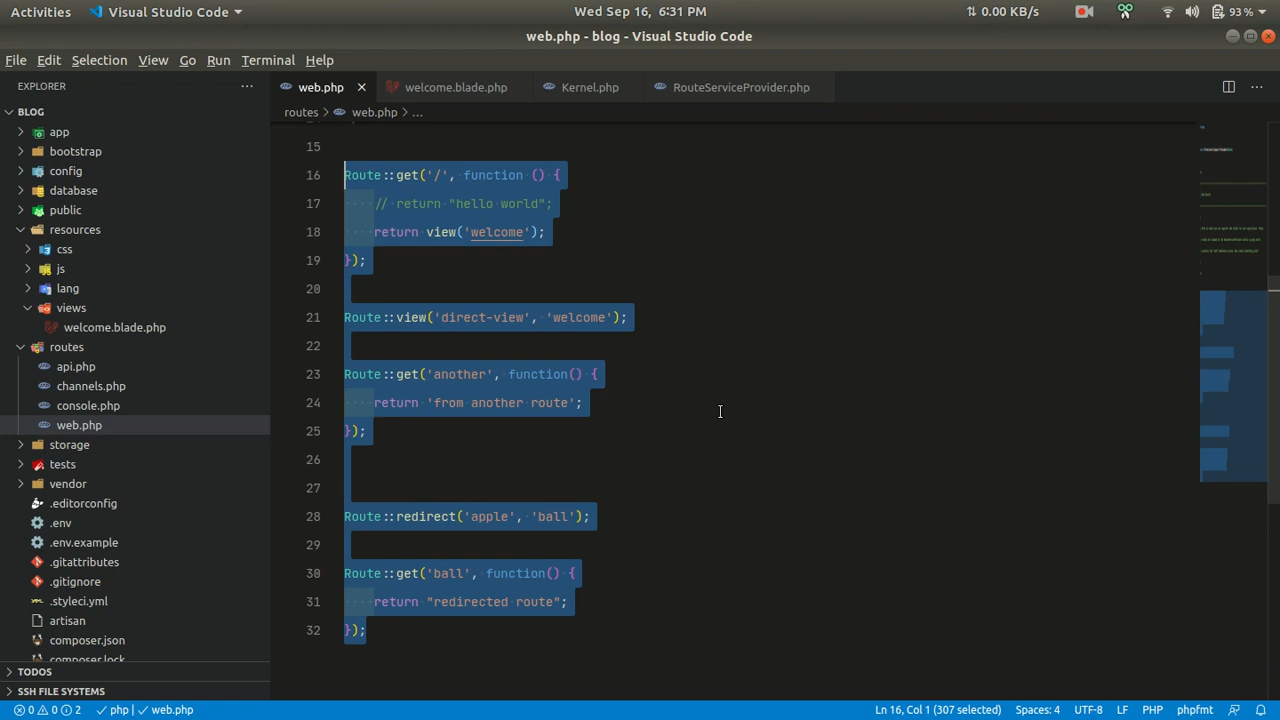 Activities Visual Studio Code Wed Sep 16, 6:31 PM 0.00 KB/s 93 %
web.php - blog - Visual Studio Code
File Edit Selection View Go Run Terminal Help
EXPLORER
web.php welcome.blade.php Kernel.php RouteServiceProvider.php
routes > web.php > ...
BLOG
app
bootstrap
config
database
public
resources
css
js
lang
views
welcome.blade.php
routes
api.php
channels.php
console.php
web.php
storage
tests
vendor
.editorconfig
.env
.env.example
.gitattributes
.gitignore
.styleci.yml
artisan
composer.json
composer.lock
TODOS
SSH FILE SYSTEMS
15
16 Route::get('/', function () {
17 // return "hello world";
18 return view('welcome');
19 });
20
21 Route::view('direct-view', 'welcome');
22
23 Route::get('another', function() {
24 return 'from another route';
25 });
26
27
28 Route::redirect('apple', 'ball');
29
30 Route::get('ball', function() {
31 return "redirected route";
32 });
0 0 2 php web.php Ln 16, Col 1 (307 selected) Spaces: 4 UTF-8 LF PHP phpfmt